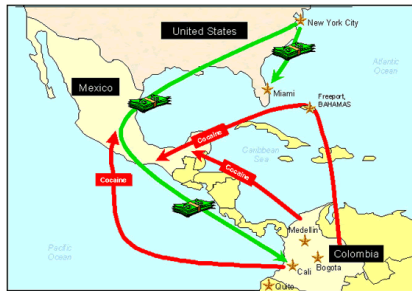 United States
New York City
Atlantic
Ocean
Mexico
Miami
Freeport,
BAHAMAS
Cocaine
Caribbean
Sea
Cocaine
Cocaine
Medellin
Pacific
Ocean
Colombia
Bogota
Cali
Quito